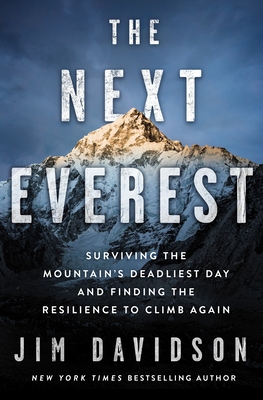 THE
NEXT
EVEREST
SURVIVING THE
MOUNTAIN'S DEADLIEST DAY
AND FINDING THE
RESILIENCE TO CLIMB AGAIN
JIM DAVIDSON
NEW YORK TIMES BESTSELLING AUTHOR